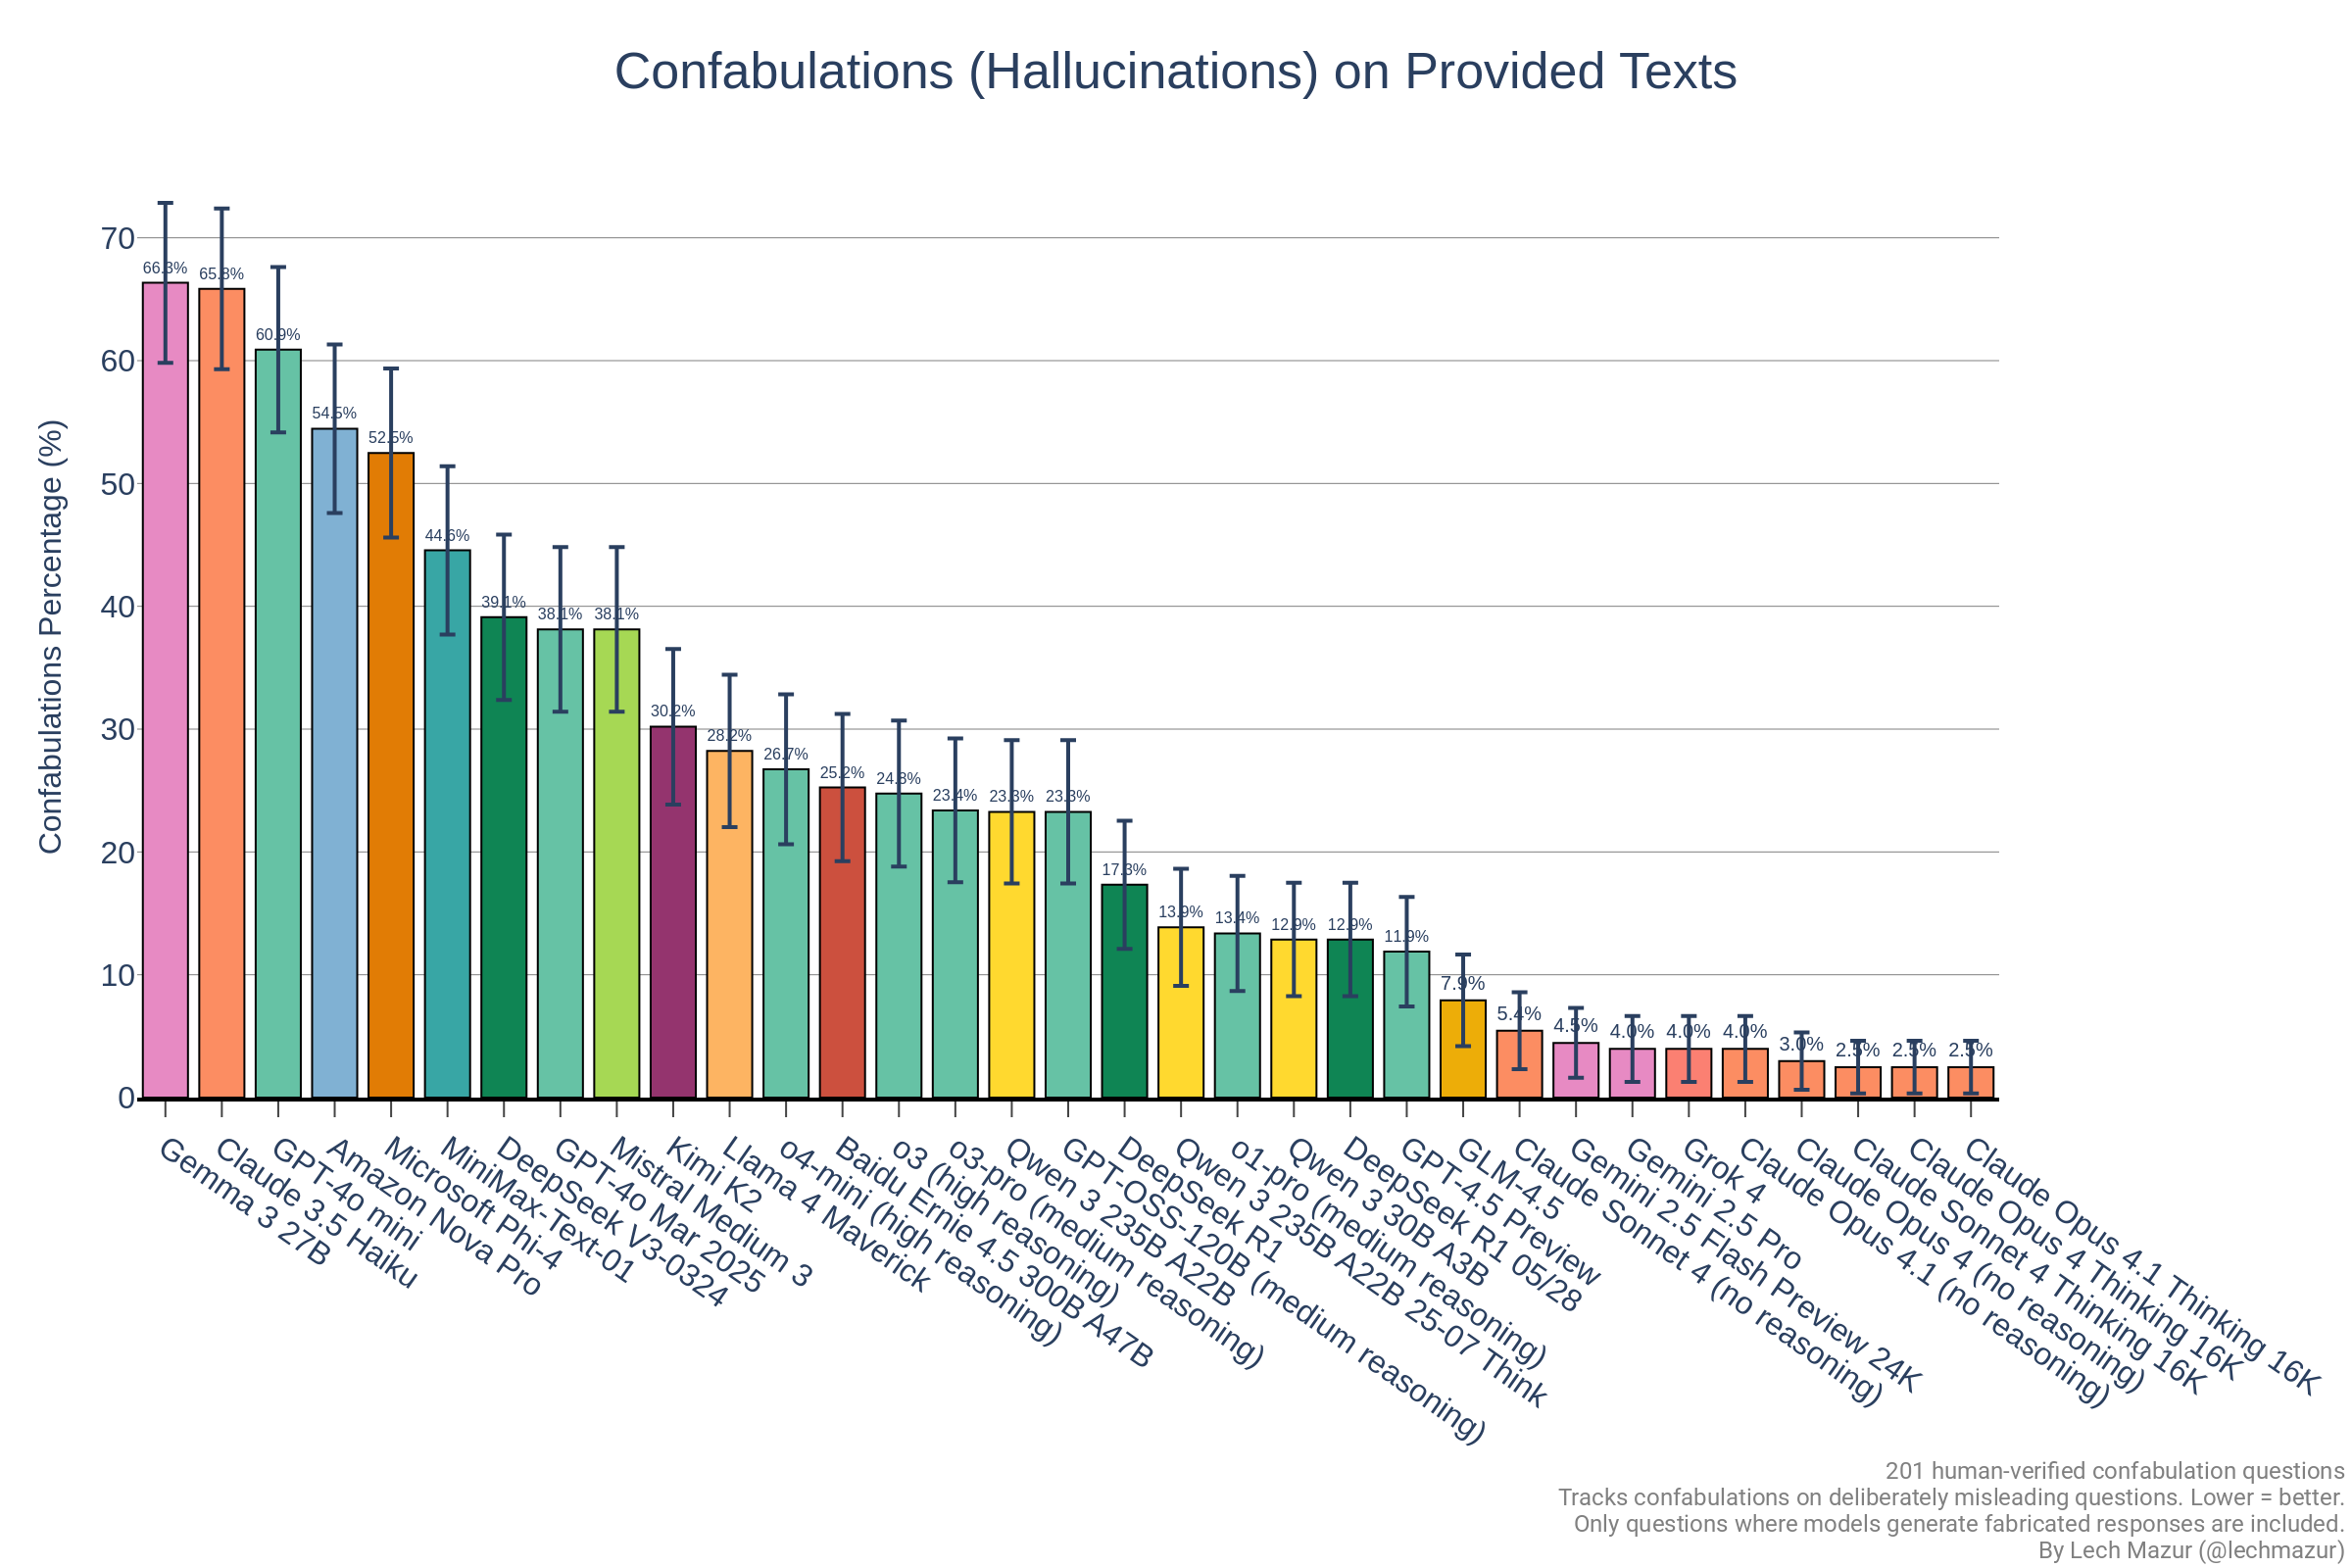 Confabulations (Hallucinations) on Provided Texts
Confabulations Percentage (%)
70
60
50
40
30
20
10
0
66.3%
65.8%
60.9%
54.5%
52.5%
44.6%
39.1%
38.1%
38.1%
30.2%
28.2%
26.7%
25.2%
24.8%
23.4%
23.3%
23.3%
17.3%
13.9%
13.4%
12.9%
12.9%
11.9%
7.9%
5.4%
4.5%
4.0%
4.0%
4.0%
3.0%
2.5%
2.5%
2.5%
Gemma 3 27B
Claude 3.5 Haiku
GPT-4o mini
Amazon Nova Pro
Microsoft Phi-4
MiniMax-Text-01
DeepSeek V3-0324
GPT-4o Mar 2025
Mistral Medium 3
Kimi K2
Llama 4 Maverick
o4-mini (high reasoning)
Baidu Ernie 4.5 300B A47B
o3 (high reasoning)
o3-pro (medium reasoning)
Qwen 3 235B A22B
GPT-OSS-120B (medium reasoning)
DeepSeek R1
Qwen 3 235B A22B 25-07 Think
o1-pro (medium reasoning)
Qwen 3 30B A3B
DeepSeek R1 05/28
GPT-4.5 Preview
GLM-4.5
Claude Sonnet 4 (no reasoning)
Gemini 2.5 Flash Preview 24K
Gemini 2.5 Pro
Grok 4
Claude Opus 4.1 (no reasoning)
Claude Opus 4 (no reasoning)
Claude Sonnet 4 Thinking 16K
Claude Opus 4 Thinking 16K
Claude Opus 4.1 Thinking 16K
201 human-verified confabulation questions
Tracks confabulations on deliberately misleading questions. Lower = better.
Only questions where models generate fabricated responses are included.
By Lech Mazur (@lechmazur)